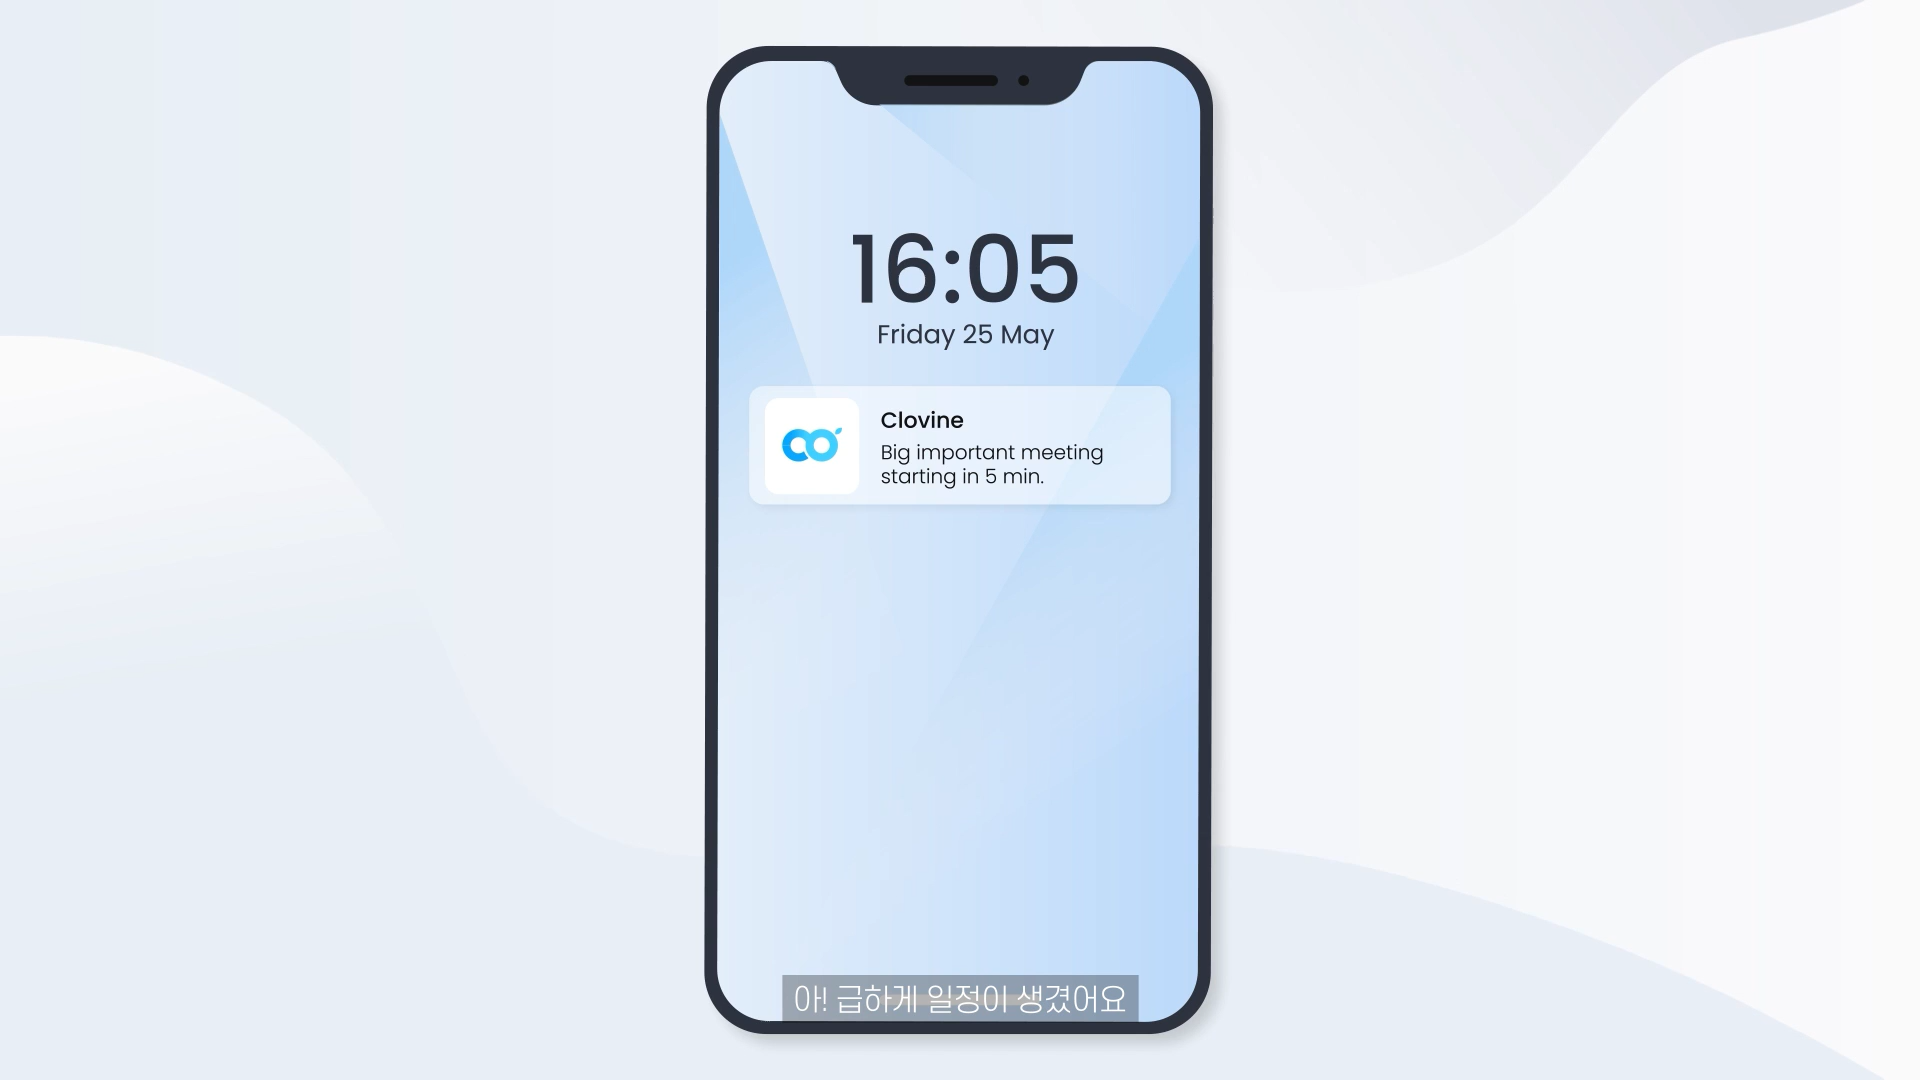 16:05
Friday 25 May
Clovine
Big important meeting
starting in 5 min.
아! 급하게 일정이 생겼어요